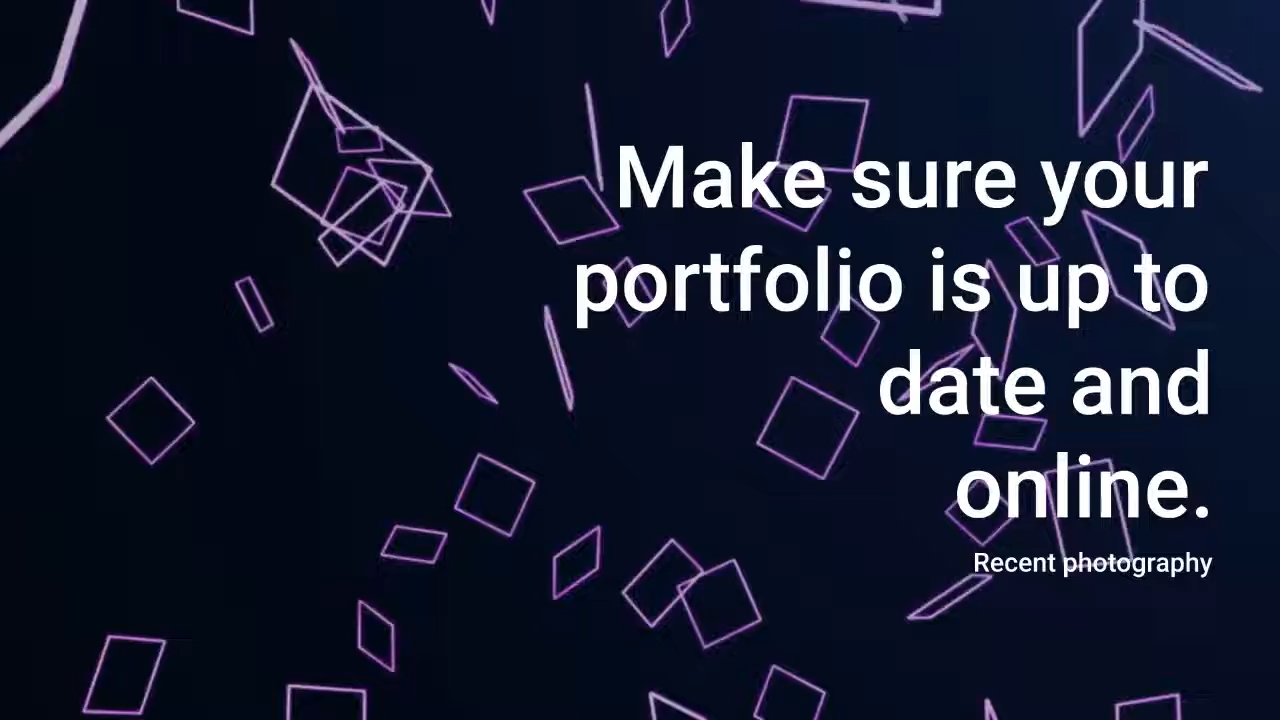 Make sure your
portfolio is up to
date and
online.
Recent photography